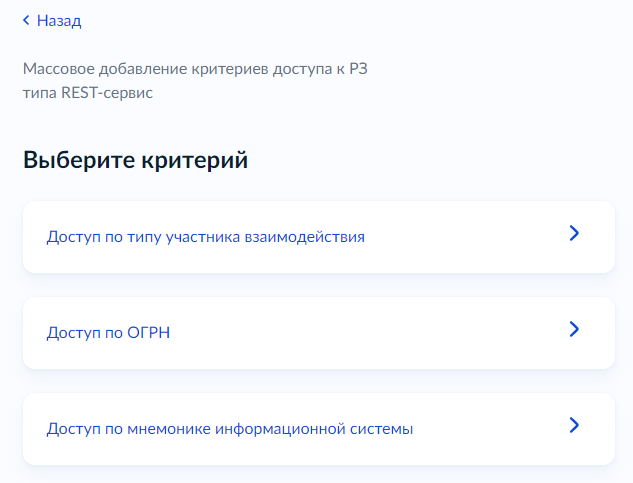 Назад
Массовое добавление критериев доступа к РЗ
типа REST-сервис
Выберите критерий
Доступ по типу участника взаимодействия
Доступ по ОГРН
Доступ по мнемонике информационной системы